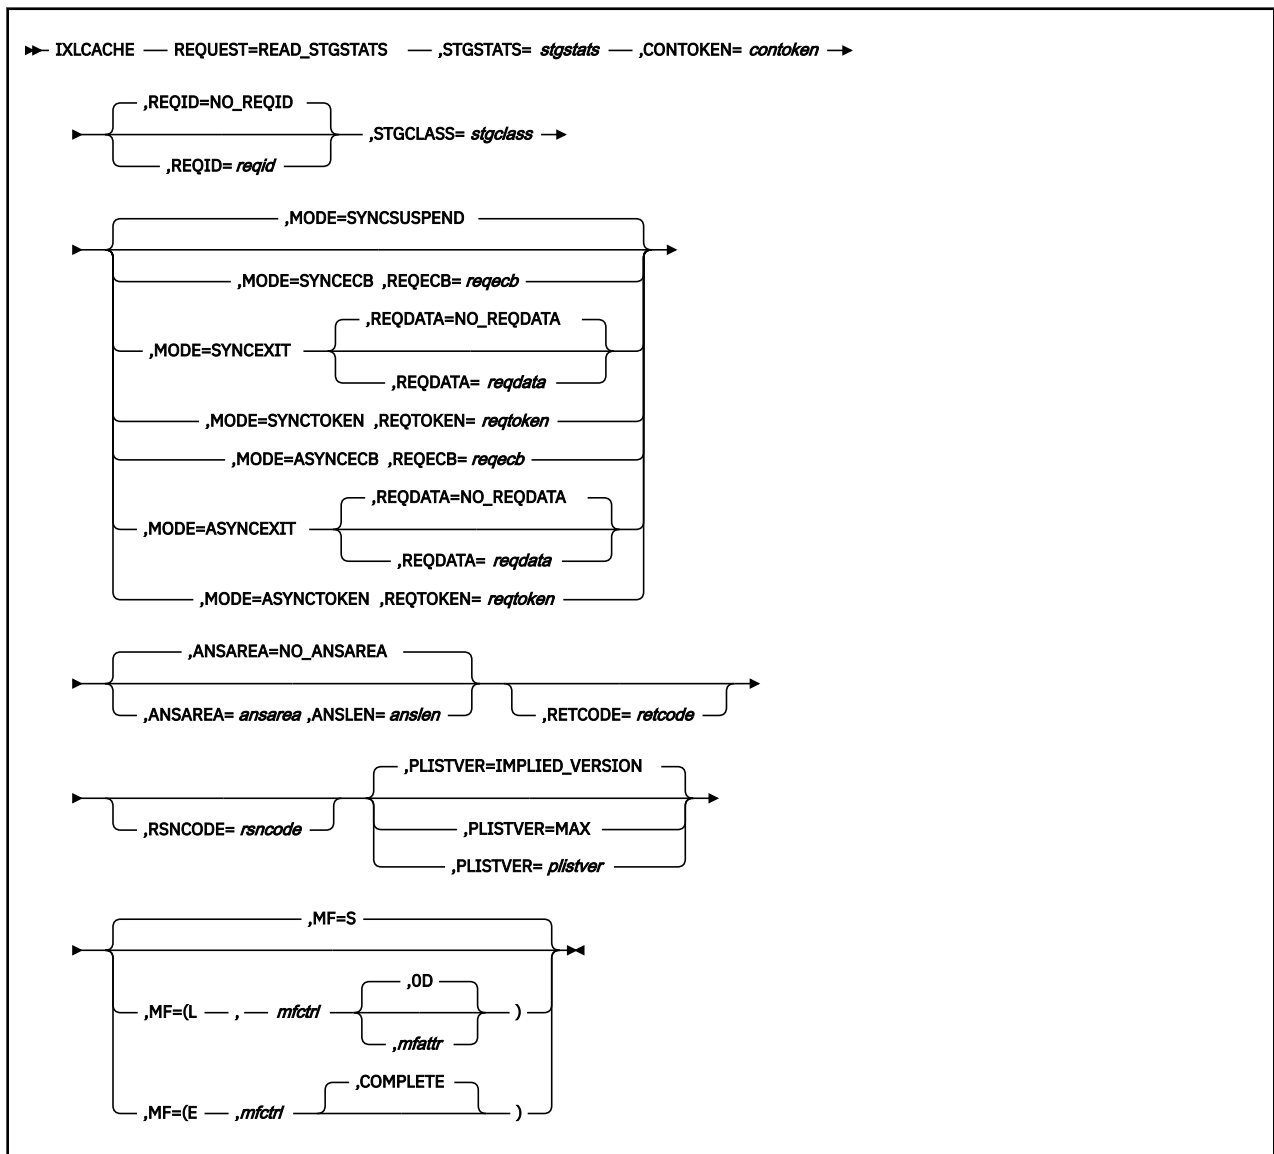 IXLCACHE REQUEST=READ_STGSTATS ,STGSTATS= stgstats ,CONTOKEN= contoken
,REQID=NO_REQID
,STGCLASS= stgclass
,REQID= reqid
,MODE=SYNCSUSPEND
,MODE=SYNCECB ,REQECB= reqecb
,REQDATA=NO_REQDATA
,MODE=SYNCEXIT
,REQDATA= reqdata
,MODE=SYNCTOKEN ,REQTOKEN= reqtoken
,MODE=ASYNCECB ,REQECB= reqecb
,REQDATA=NO_REQDATA
,MODE=ASYNCEXIT
,REQDATA= reqdata
,MODE=ASYNCTOKEN ,REQTOKEN= reqtoken
,ANSAREA=NO_ANSAREA
,ANSAREA= ansarea ,ANSLEN= anslen ,RETCODE= retcode
,PLISTVER=IMPLIED_VERSION
,RSNCODE= rsncode ,PLISTVER=MAX
,PLISTVER= plistver
,MF=S
,0D
,MF=(L , mfctrl )
,mfattr
,COMPLETE
,MF=(E ,mfctrl )